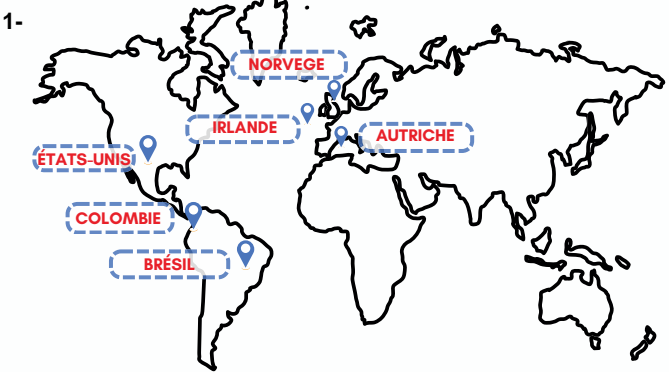 1-
NORVEGE
IRLANDE
AUTRICHE
ÉTATS-UNIS
COLOMBIE
BRÉSIL